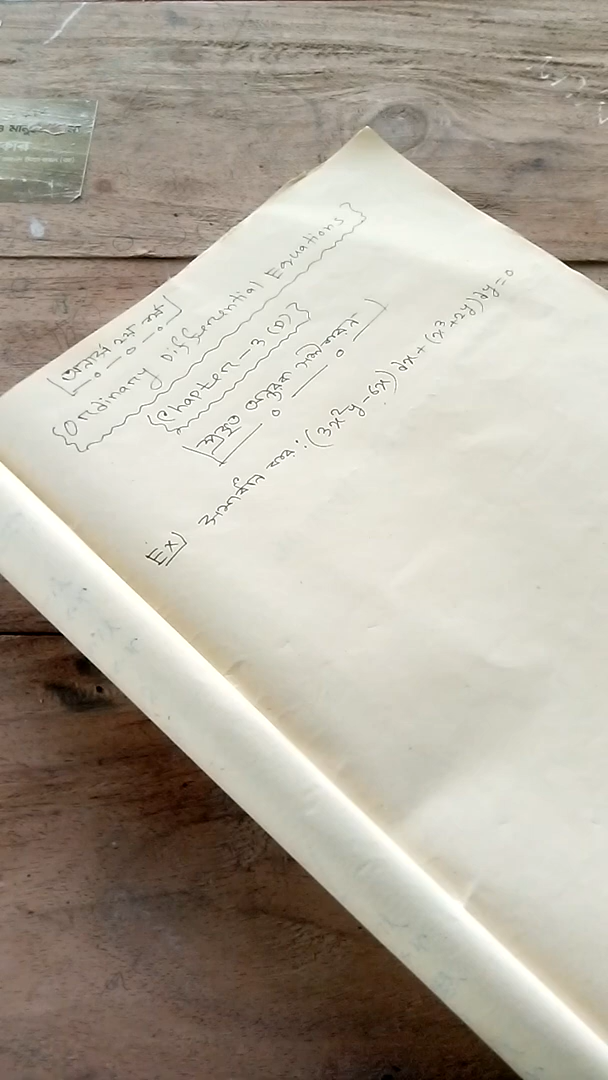 অনার্স ২য় বর্ষ
{Ordinary Differential Equations}
{Chapter-3 (D)}
প্রকৃত অন্তরক সমীকরণ
Ex) সমাধান কর: (3x²y-6x)dx+(x³+2y)dy=0